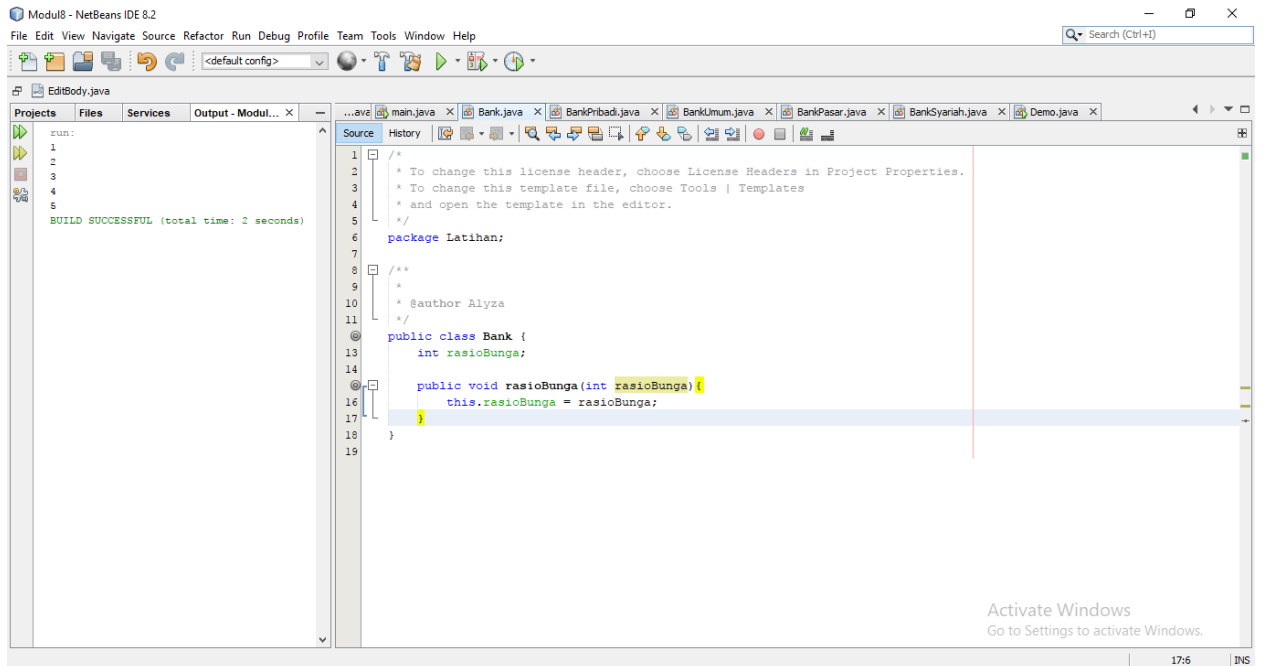 Modul8 - NetBeans IDE 8.2
File Edit View Navigate Source Refactor Run Debug Profile Team Tools Window Help
Search (Ctrl+I)
<default config>
EditBody.java
Projects Files Services Output - Modul...
...ava main.java Bank.java BankPribadi.java BankUmum.java BankPasar.java BankSyariah.java Demo.java
Source History
run:
1
2
3
4
5
BUILD SUCCESSFUL (total time: 2 seconds)
1 /*
2 * To change this license header, choose License Headers in Project Properties.
3 * To change this template file, choose Tools | Templates
4 * and open the template in the editor.
5 */
6 package Latihan;
7
8 /**
9 *
10 * @author Alyza
11 */
public class Bank {
13 int rasioBunga;
14
public void rasioBunga(int rasioBunga){
16 this.rasioBunga = rasioBunga;
17 }
18 }
19
Activate Windows
Go to Settings to activate Windows.
17:6 INS